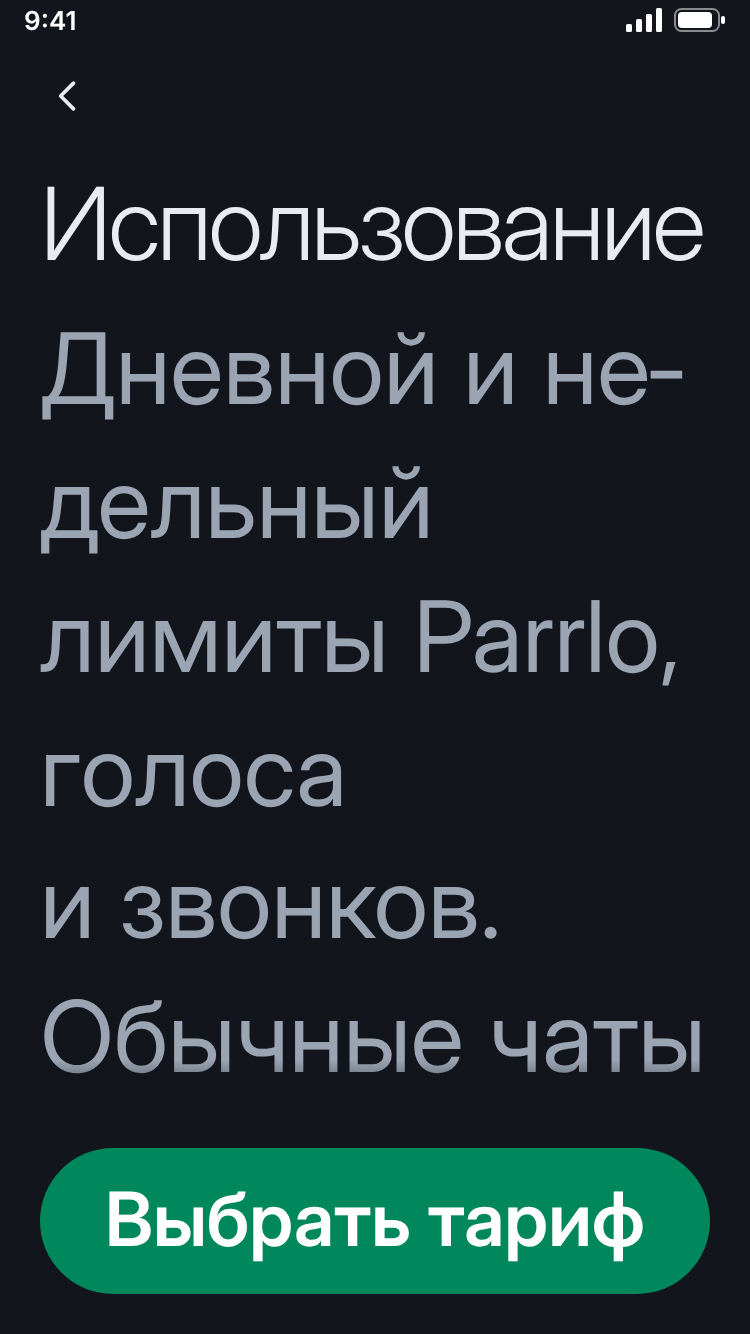 9:41
Использование
Дневной и не-
дельный
лимиты Parrlo,
голоса
и звонков.
Обычные чаты
Выбрать тариф